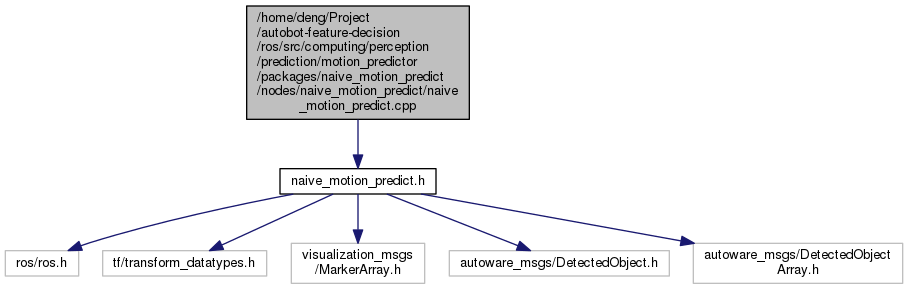 /home/deng/Project
/autobot-feature-decision
/ros/src/computing/perception
/prediction/motion_predictor
/packages/naive_motion_predict
/nodes/naive_motion_predict/naive
_motion_predict.cpp
naive_motion_predict.h
ros/ros.h
tf/transform_datatypes.h
visualization_msgs
/MarkerArray.h
autoware_msgs/DetectedObject.h
autoware_msgs/DetectedObject
Array.h